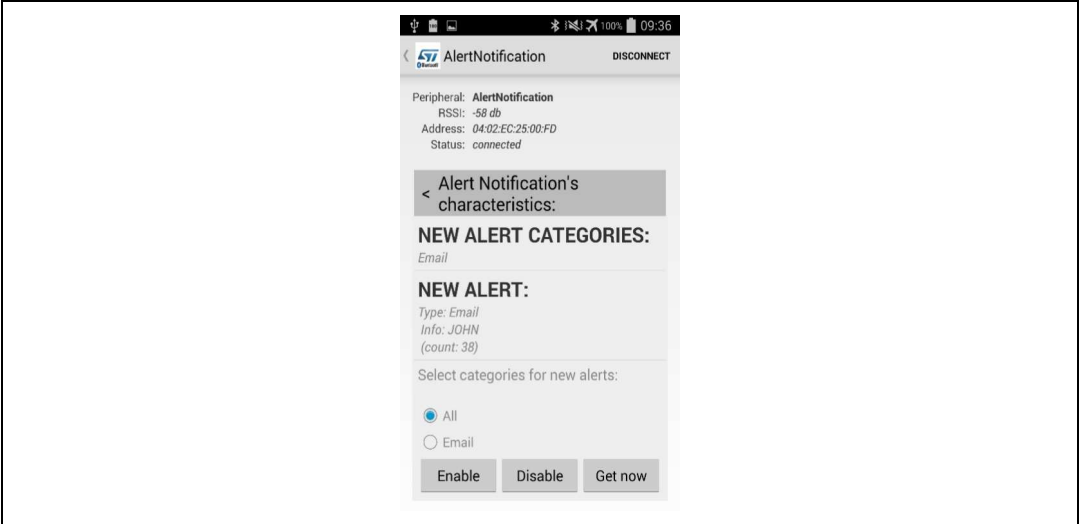 100% 09:36
AlertNotification DISCONNECT
Peripheral: AlertNotification
RSSI: -58 db
Address: 04:02:EC:25:00:FD
Status: connected
< Alert Notification's
characteristics:
NEW ALERT CATEGORIES:
Email
NEW ALERT:
Type: Email
Info: JOHN
(count: 38)
Select categories for new alerts:
All
Email
Enable Disable Get now